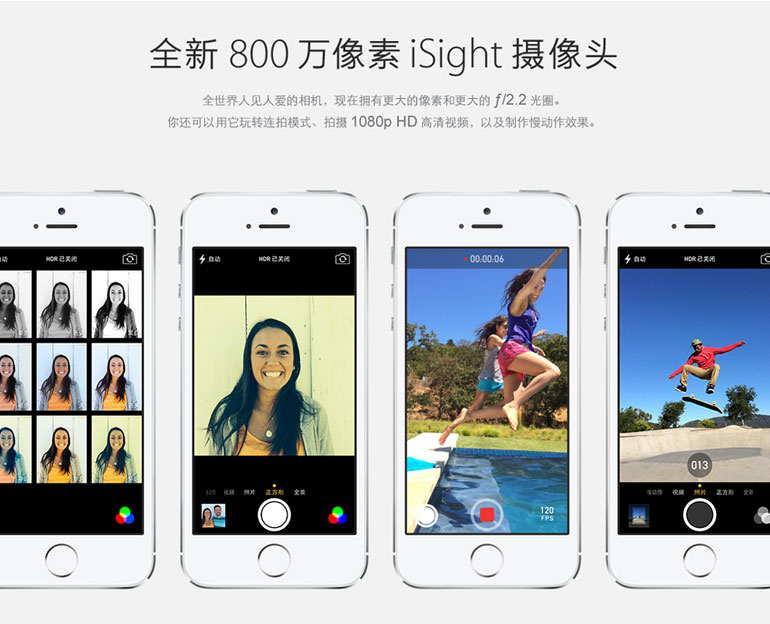 全新 800 万像素 iSight 摄像头
全世界人见人爱的相机，现在拥有更大的像素和更大的 ƒ/2.2 光圈。
你还可以用它玩转连拍模式、拍摄 1080p HD 高清视频，以及制作慢动作效果。
自动 HDR 已关闭
自动 HDR 已关闭
视频 照片 正方形 全景
00:00:06
120
FPS
自动 HDR 已关闭
013
慢动作 视频 照片 正方形 全景